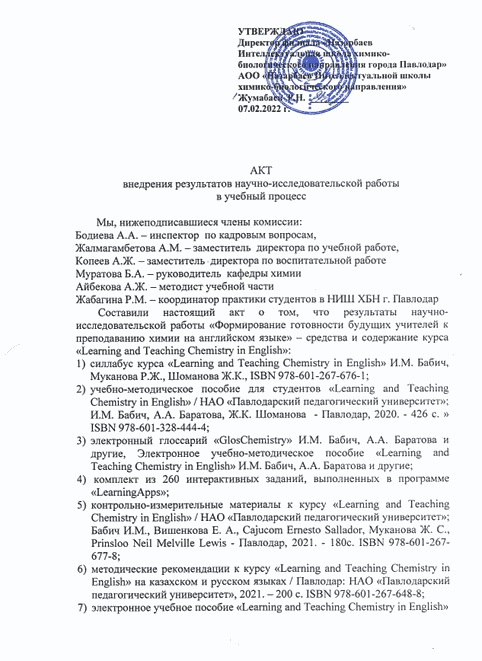 УТВЕРЖДАЮ
Директор филиала «Назарбаев
Интеллектуальная школа химико-
биологического направления города Павлодар»
АОО «Назарбаев Интеллектуальной школы
химико-биологического направления»
Жумабаев Р.Н.
07.02.2022 г.
АКТ
внедрения результатов научно-исследовательской работы
в учебный процесс
Мы, нижеподписавшиеся члены комиссии:
Бодиева А.А. – инспектор по кадровым вопросам,
Жалмагамбетова А.М. – заместитель директора по учебной работе,
Копеев А.Ж. – заместитель директора по воспитательной работе
Муратова Б.А. – руководитель кафедры химии
Айбекова А.Ж. – методист учебной части
Жабагина Р.М. – координатор практики студентов в НИШ ХБН г. Павлодар
Составили настоящий акт о том, что результаты научно-
исследовательской работы «Формирование готовности будущих учителей к
преподаванию химии на английском языке» – средства и содержание курса
«Learning and Teaching Chemistry in English»:
1) силлабус курса «Learning and Teaching Chemistry in English» И.М. Бабич,
Муканова Р.Ж., Шоманова Ж.К., ISBN 978-601-267-676-1;
2) учебно-методическое пособие для студентов «Learning and Teaching
Chemistry in English» / НАО «Павлодарский педагогический университет»;
И.М. Бабич, А.А. Баратова, Ж.К. Шоманова - Павлодар, 2020. - 426 с. »
ISBN 978-601-328-444-4;
3) электронный глоссарий «GlosChemistry» И.М. Бабич, А.А. Баратова и
другие, Электронное учебно-методическое пособие «Learning and
Teaching Chemistry in English» И.М. Бабич, А.А. Баратова и другие;
4) комплект из 260 интерактивных заданий, выполненных в программе
«LearningApps»;
5) контрольно-измерительные материалы к курсу «Learning and Teaching
Chemistry in English» / НАО «Павлодарский педагогический университет»;
Бабич И.М., Вишенкова Е. А., Cajucom Ernesto Sallador, Муканова Ж. С.,
Prinsloo Neil Melville Lewis - Павлодар, 2021. - 180с. ISBN 978-601-267-
677-8;
6) методические рекомендации к курсу «Learning and Teaching Chemistry in
English» на казахском и русском языках / Павлодар: НАО «Павлодарский
педагогический университет», 2021. – 200 с. ISBN 978-601-267-648-8;
7) электронное учебное пособие «Learning and Teaching Chemistry in English»